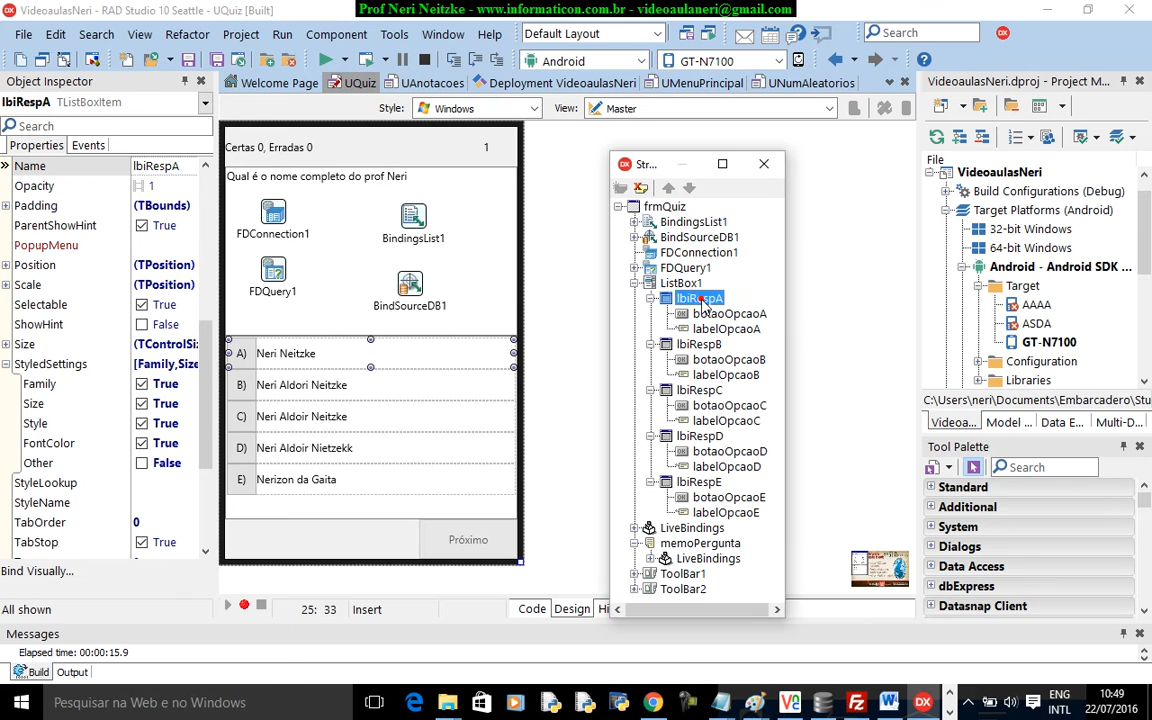 VideoaulasNeri - RAD Studio 10 Seattle - UQuiz [Built]
Prof Neri Neitzke - www.informaticon.com.br - videoaulaneri@gmail.com
File Edit Search View Refactor Project Run Component Tools Window Help
Default Layout
Search
Android
GT-N7100
Object Inspector
lbiRespA TListBoxItem
Search
Properties Events
Name lbiRespA
Opacity 1
Padding (TBounds)
ParentShowHint True
PopupMenu
Position (TPosition)
Scale (TPosition)
Selectable True
ShowHint False
Size (TControlSi
StyledSettings [Family,Size
Family True
Size True
Style True
FontColor True
Other False
StyleLookup
StyleName
TabOrder 0
TabStop True
Bind Visually...
All shown
Welcome Page UQuiz UAnotacoes Deployment VideoaulasNeri UMenuPrincipal UNumAleatorios
Style: Windows View: Master
Certas 0, Erradas 0 1
Qual é o nome completo do prof Neri
FDConnection1
BindingsList1
FDQuery1
BindSourceDB1
A) Neri Neitzke
B) Neri Aldori Neitzke
C) Neri Aldoir Neitzke
D) Neri Aldoir Nietzekk
E) Nerizon da Gaita
Próximo
25: 33 Insert
Code Design Hi
Str...
frmQuiz
BindingsList1
BindSourceDB1
FDConnection1
FDQuery1
ListBox1
lbiRespA
botaoOpcaoA
labelOpcaoA
lbiRespB
botaoOpcaoB
labelOpcaoB
lbiRespC
botaoOpcaoC
labelOpcaoC
lbiRespD
botaoOpcaoD
labelOpcaoD
lbiRespE
botaoOpcaoE
labelOpcaoE
LiveBindings
memoPergunta
LiveBindings
ToolBar1
ToolBar2
VideoaulasNeri.dproj - Project M...
File
VideoaulasNeri
Build Configurations (Debug)
Target Platforms (Android)
32-bit Windows
64-bit Windows
Android - Android SDK ...
Target
AAAA
ASDA
GT-N7100
Configuration
Libraries
C:\Users\neri\Documents\Embarcadero\Stu
Videoa... Model ... Data E... Multi-D...
Tool Palette
Search
Standard
Additional
System
Dialogs
Data Access
dbExpress
Datasnap Client
Messages
Elapsed time: 00:00:15.9
Build Output
Pesquisar na Web e no Windows
ENG
INTL
10:49
22/07/2016